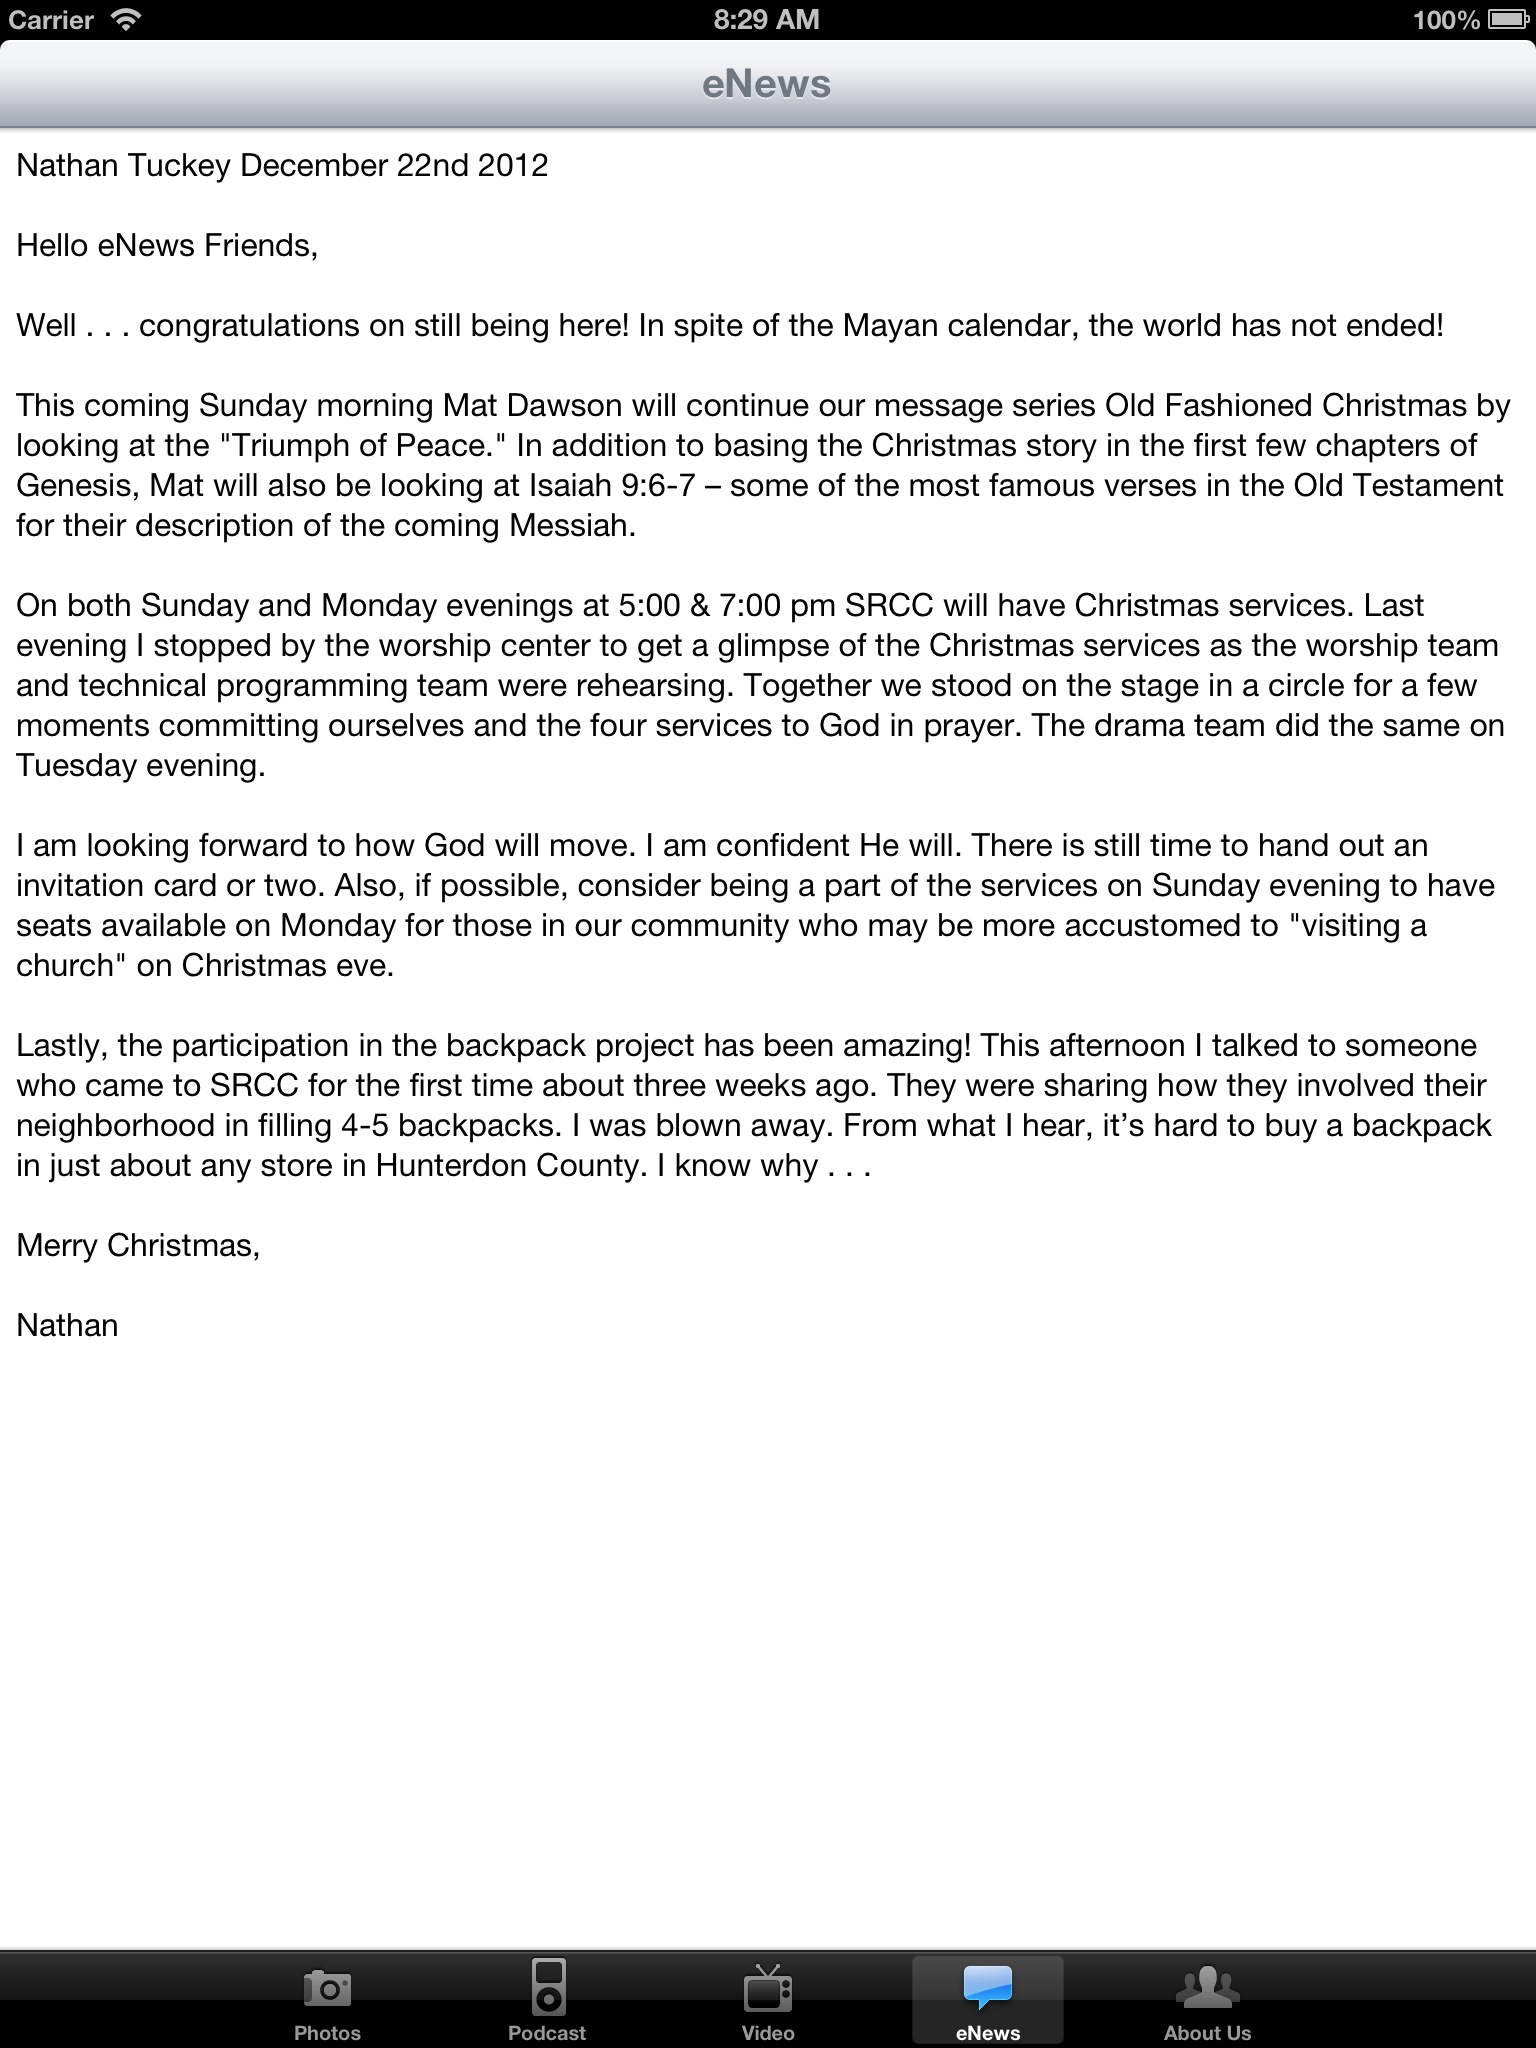 Carrier 8:29 AM 100%
eNews
Nathan Tuckey December 22nd 2012
Hello eNews Friends,
Well . . . congratulations on still being here! In spite of the Mayan calendar, the world has not ended!
This coming Sunday morning Mat Dawson will continue our message series Old Fashioned Christmas by
looking at the "Triumph of Peace." In addition to basing the Christmas story in the first few chapters of
Genesis, Mat will also be looking at Isaiah 9:6-7 – some of the most famous verses in the Old Testament
for their description of the coming Messiah.
On both Sunday and Monday evenings at 5:00 & 7:00 pm SRCC will have Christmas services. Last
evening I stopped by the worship center to get a glimpse of the Christmas services as the worship team
and technical programming team were rehearsing. Together we stood on the stage in a circle for a few
moments committing ourselves and the four services to God in prayer. The drama team did the same on
Tuesday evening.
I am looking forward to how God will move. I am confident He will. There is still time to hand out an
invitation card or two. Also, if possible, consider being a part of the services on Sunday evening to have
seats available on Monday for those in our community who may be more accustomed to "visiting a
church" on Christmas eve.
Lastly, the participation in the backpack project has been amazing! This afternoon I talked to someone
who came to SRCC for the first time about three weeks ago. They were sharing how they involved their
neighborhood in filling 4-5 backpacks. I was blown away. From what I hear, it’s hard to buy a backpack
in just about any store in Hunterdon County. I know why . . .
Merry Christmas,
Nathan
Photos Podcast Video eNews About Us